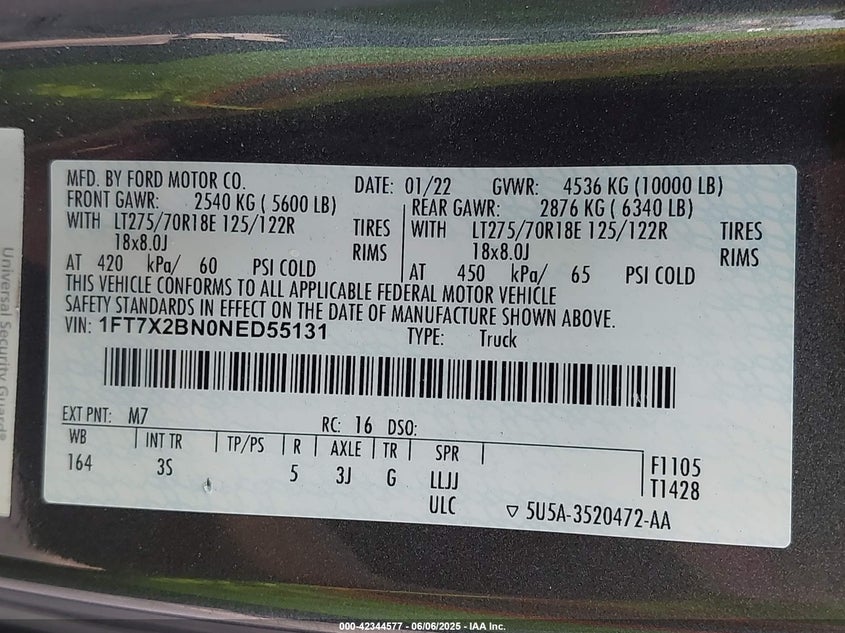 MFD. BY FORD MOTOR CO. DATE: 01/22 GVWR: 4536 KG (10000 LB)
FRONT GAWR: 2540 KG ( 5600 LB) REAR GAWR: 2876 KG ( 6340 LB)
WITH LT275/70R18E 125/122R TIRES WITH LT275/70R18E 125/122R TIRES
18x8.0J RIMS 18x8.0J RIMS
AT 420 kPa/ 60 PSI COLD AT 450 kPa/ 65 PSI COLD
THIS VEHICLE CONFORMS TO ALL APPLICABLE FEDERAL MOTOR VEHICLE
SAFETY STANDARDS IN EFFECT ON THE DATE OF MANUFACTURE SHOWN ABOVE.
VIN: 1FT7X2BN0NED55131 TYPE: Truck
EXT PNT: M7 RC: 16 DSO:
WB INT TR TP/PS R AXLE TR SPR F1105
164 3S 5 3J G LLJJ T1428
ULC 5U5A-3520472-AA
Universal Security Guard®
000-42344577 - 06/06/2025 - IAA Inc.